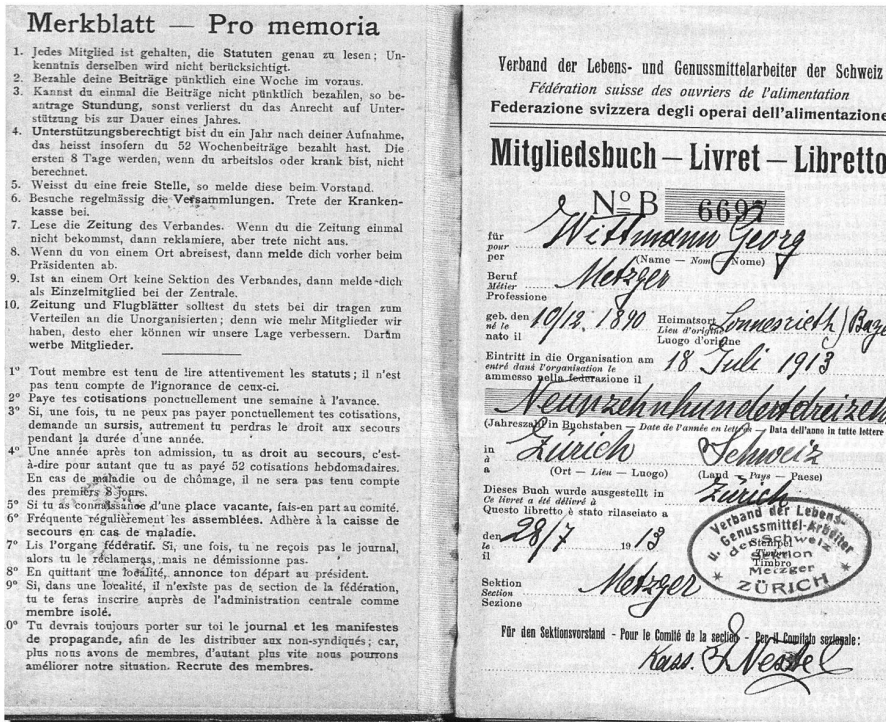 Merkblatt — Pro memoria
1. Jedes Mitglied ist gehalten, die Statuten genau zu lesen; Un-
kenntnis derselben wird nicht berücksichtigt.
2. Bezahle deine Beiträge pünktlich eine Woche im voraus.
3. Kannst du einmal die Beiträge nicht pünktlich bezahlen, so be-
antrage Stundung, sonst verlierst du das Anrecht auf Unter-
stützung bis zur Dauer eines Jahres.
4. Unterstützungsberechtigt bist du ein Jahr nach deiner Aufnahme,
das heisst insofern du 52 Wochenbeiträge bezahlt hast. Die
ersten 8 Tage werden, wenn du arbeitslos oder krank bist, nicht
berechnet.
5. Weisst du eine freie Stelle, so melde diese beim Vorstand.
6. Besuche regelmässig die Versammlungen. Trete der Kranken-
kasse bei.
7. Lese die Zeitung des Verbandes. Wenn du die Zeitung einmal
nicht bekommst, dann reklamiere, aber trete nicht aus.
8. Wenn du von einem Ort abreisest, dann melde dich vorher beim
Präsidenten ab.
9. Ist an einem Ort keine Sektion des Verbandes, dann melde dich
als Einzelmitglied bei der Zentrale.
10. Zeitung und Flugblätter solltest du stets bei dir tragen zum
Verteilen an die Unorganisierten; denn wie mehr Mitglieder wir
haben, desto eher können wir unsere Lage verbessern. Darum
werbe Mitglieder.
1° Tout membre est tenu de lire attentivement les statuts; il n'est
pas tenu compte de l'ignorance de ceux-ci.
2° Paye tes cotisations ponctuellement une semaine à l'avance.
3° Si, une fois, tu ne peux pas payer ponctuellement tes cotisations,
demande un sursis, autrement tu perdras le droit aux secours
pendant la durée d'une année.
4° Une année après ton admission, tu as droit au secours, c'est-
à-dire pour autant que tu as payé 52 cotisations hebdomadaires.
En cas de maladie ou de chômage, il ne sera pas tenu compte
des premiers 8 jours.
5° Si tu as connaissance d'une place vacante, fais-en part au comité.
6° Fréquente régulièrement les assemblées. Adhère à la caisse de
secours en cas de maladie.
7° Lis l'organe fédératif. Si, une fois, tu ne reçois pas le journal,
alors tu le réclameras, mais ne démissionne pas.
8° En quittant une localité, annonce ton départ au président.
9° Si, dans une localité, il n'existe pas de section de la fédération,
tu te feras inscrire auprès de l'administration centrale comme
membre isolé.
0° Tu devrais toujours porter sur toi le journal et les manifestes
de propagande, afin de les distribuer aux non-syndiqués; car,
plus nous avons de membres, d'autant plus vite nous pourrons
améliorer notre situation. Recrute des membres.
Verband der Lebens- und Genussmittelarbeiter der Schweiz
Fédération suisse des ouvriers de l'alimentation
Federazione svizzera degli operai dell'alimentazione
Mitgliedsbuch — Livret — Libretto
No B 6697
für
pour
per
Wittmann Georg
(Name — Nom — Nome)
Beruf
Métier
Professione
Metzger
geb. den
né le
nato il
10/12. 1890
Heimatsort
Lieu d'origine
Luogo d'origine
Eintritt in die Organisation am
entré dans l'organisation le
ammesso nella federazione il
18 Juli 1913
Neunzehnhundertdreizehn
(Jahreszahl in Buchstaben — Date de l'année en lettres — Data dell'anno in tutte lettere
in
à
a
Zürich Schweiz
(Ort — Lieu — Luogo) (Land — Pays — Paese)
Dieses Buch wurde ausgestellt in
Ce livret a été délivré à
Questo libretto è stato rilasciato a
Zürich
den
le
il
28/7 1913
Stempel
Timbre
Timbro
Verband der Lebens-
u. Genussmittel-Arbeiter
der Schweiz
Sektion
Metzger
* ZÜRICH *
Sektion
Section
Sezione
Metzger
Für den Sektionsvorstand - Pour le Comité de la section - Per il Comitato sezionale:
Kass.